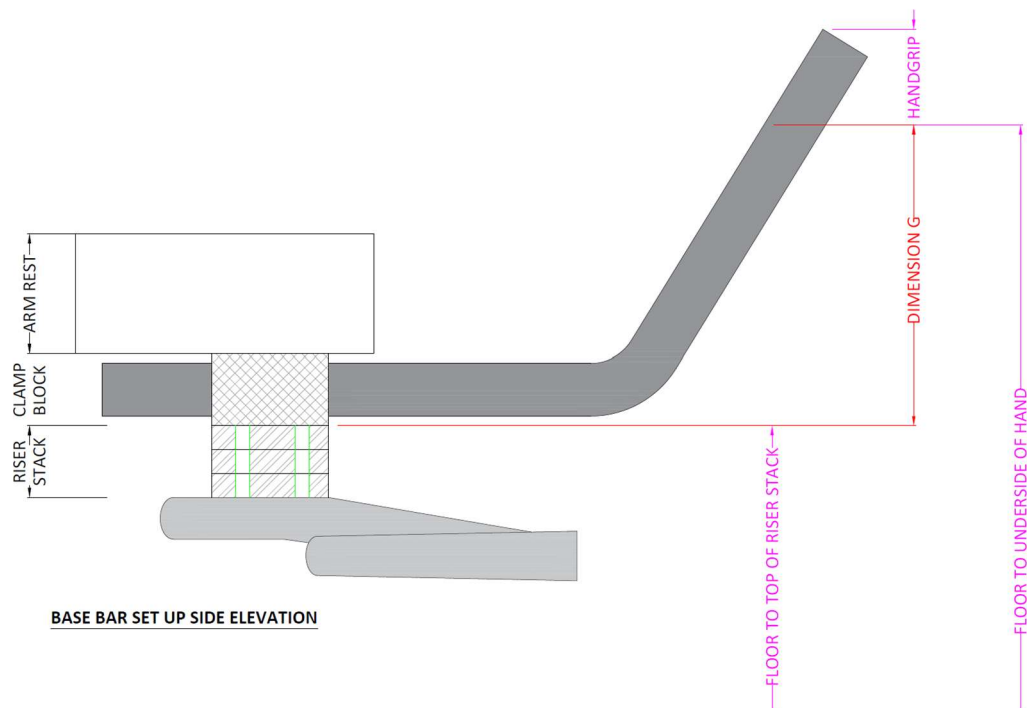 HANDGRIP
DIMENSION G
ARM REST
CLAMP
BLOCK
RISER
STACK
FLOOR TO TOP OF RISER STACK
FLOOR TO UNDERSIDE OF HAND
BASE BAR SET UP SIDE ELEVATION